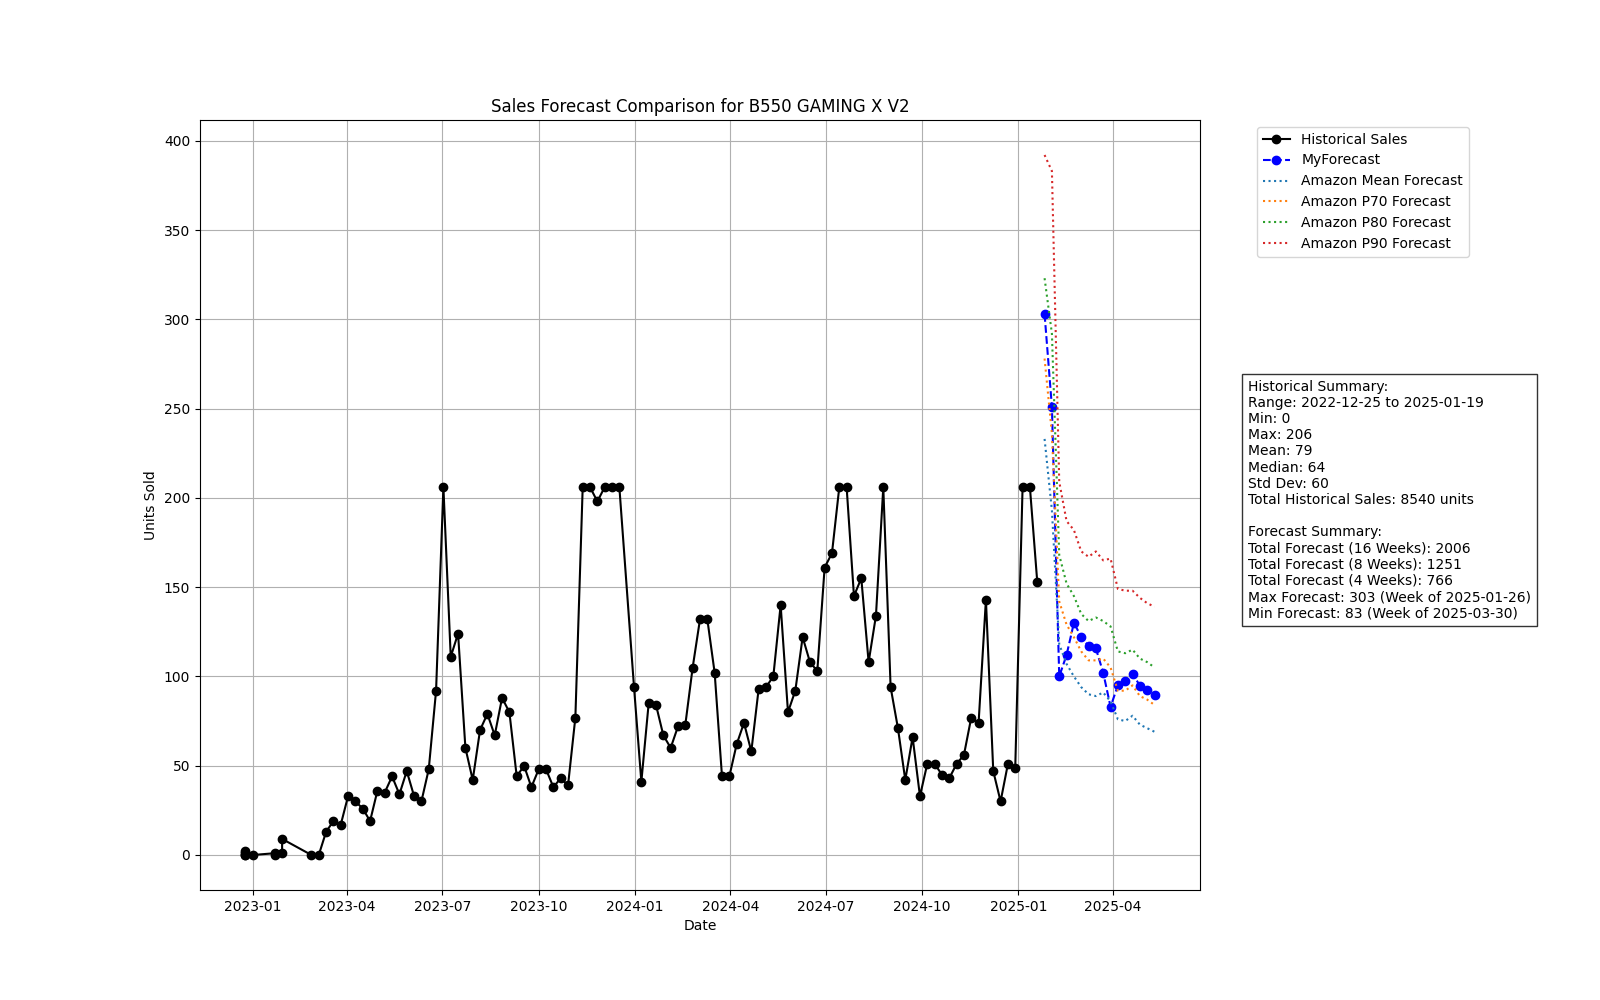 Sales Forecast Comparison for B550 GAMING X V2
Historical Sales
MyForecast
Amazon Mean Forecast
Amazon P70 Forecast
Amazon P80 Forecast
Amazon P90 Forecast
Units Sold
400
350
300
250
200
150
100
50
0
2023-01
2023-04
2023-07
2023-10
2024-01
2024-04
2024-07
2024-10
2025-01
2025-04
Date
Historical Summary:
Range: 2022-12-25 to 2025-01-19
Min: 0
Max: 206
Mean: 79
Median: 64
Std Dev: 60
Total Historical Sales: 8540 units
Forecast Summary:
Total Forecast (16 Weeks): 2006
Total Forecast (8 Weeks): 1251
Total Forecast (4 Weeks): 766
Max Forecast: 303 (Week of 2025-01-26)
Min Forecast: 83 (Week of 2025-03-30)